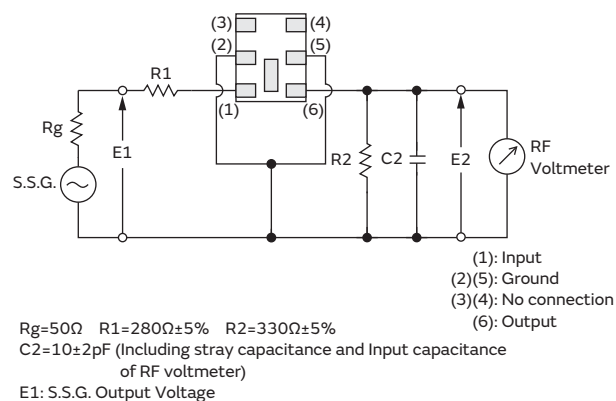 (3) (4)
(2) (5)
R1
(1) (6)
Rg
E1
R2 C2 E2
RF
Voltmeter
S.S.G.
(1): Input
(2)(5): Ground
(3)(4): No connection
(6): Output
Rg=50Ω R1=280Ω±5% R2=330Ω±5%
C2=10±2pF (Including stray capacitance and Input capacitance
of RF voltmeter)
E1: S.S.G. Output Voltage